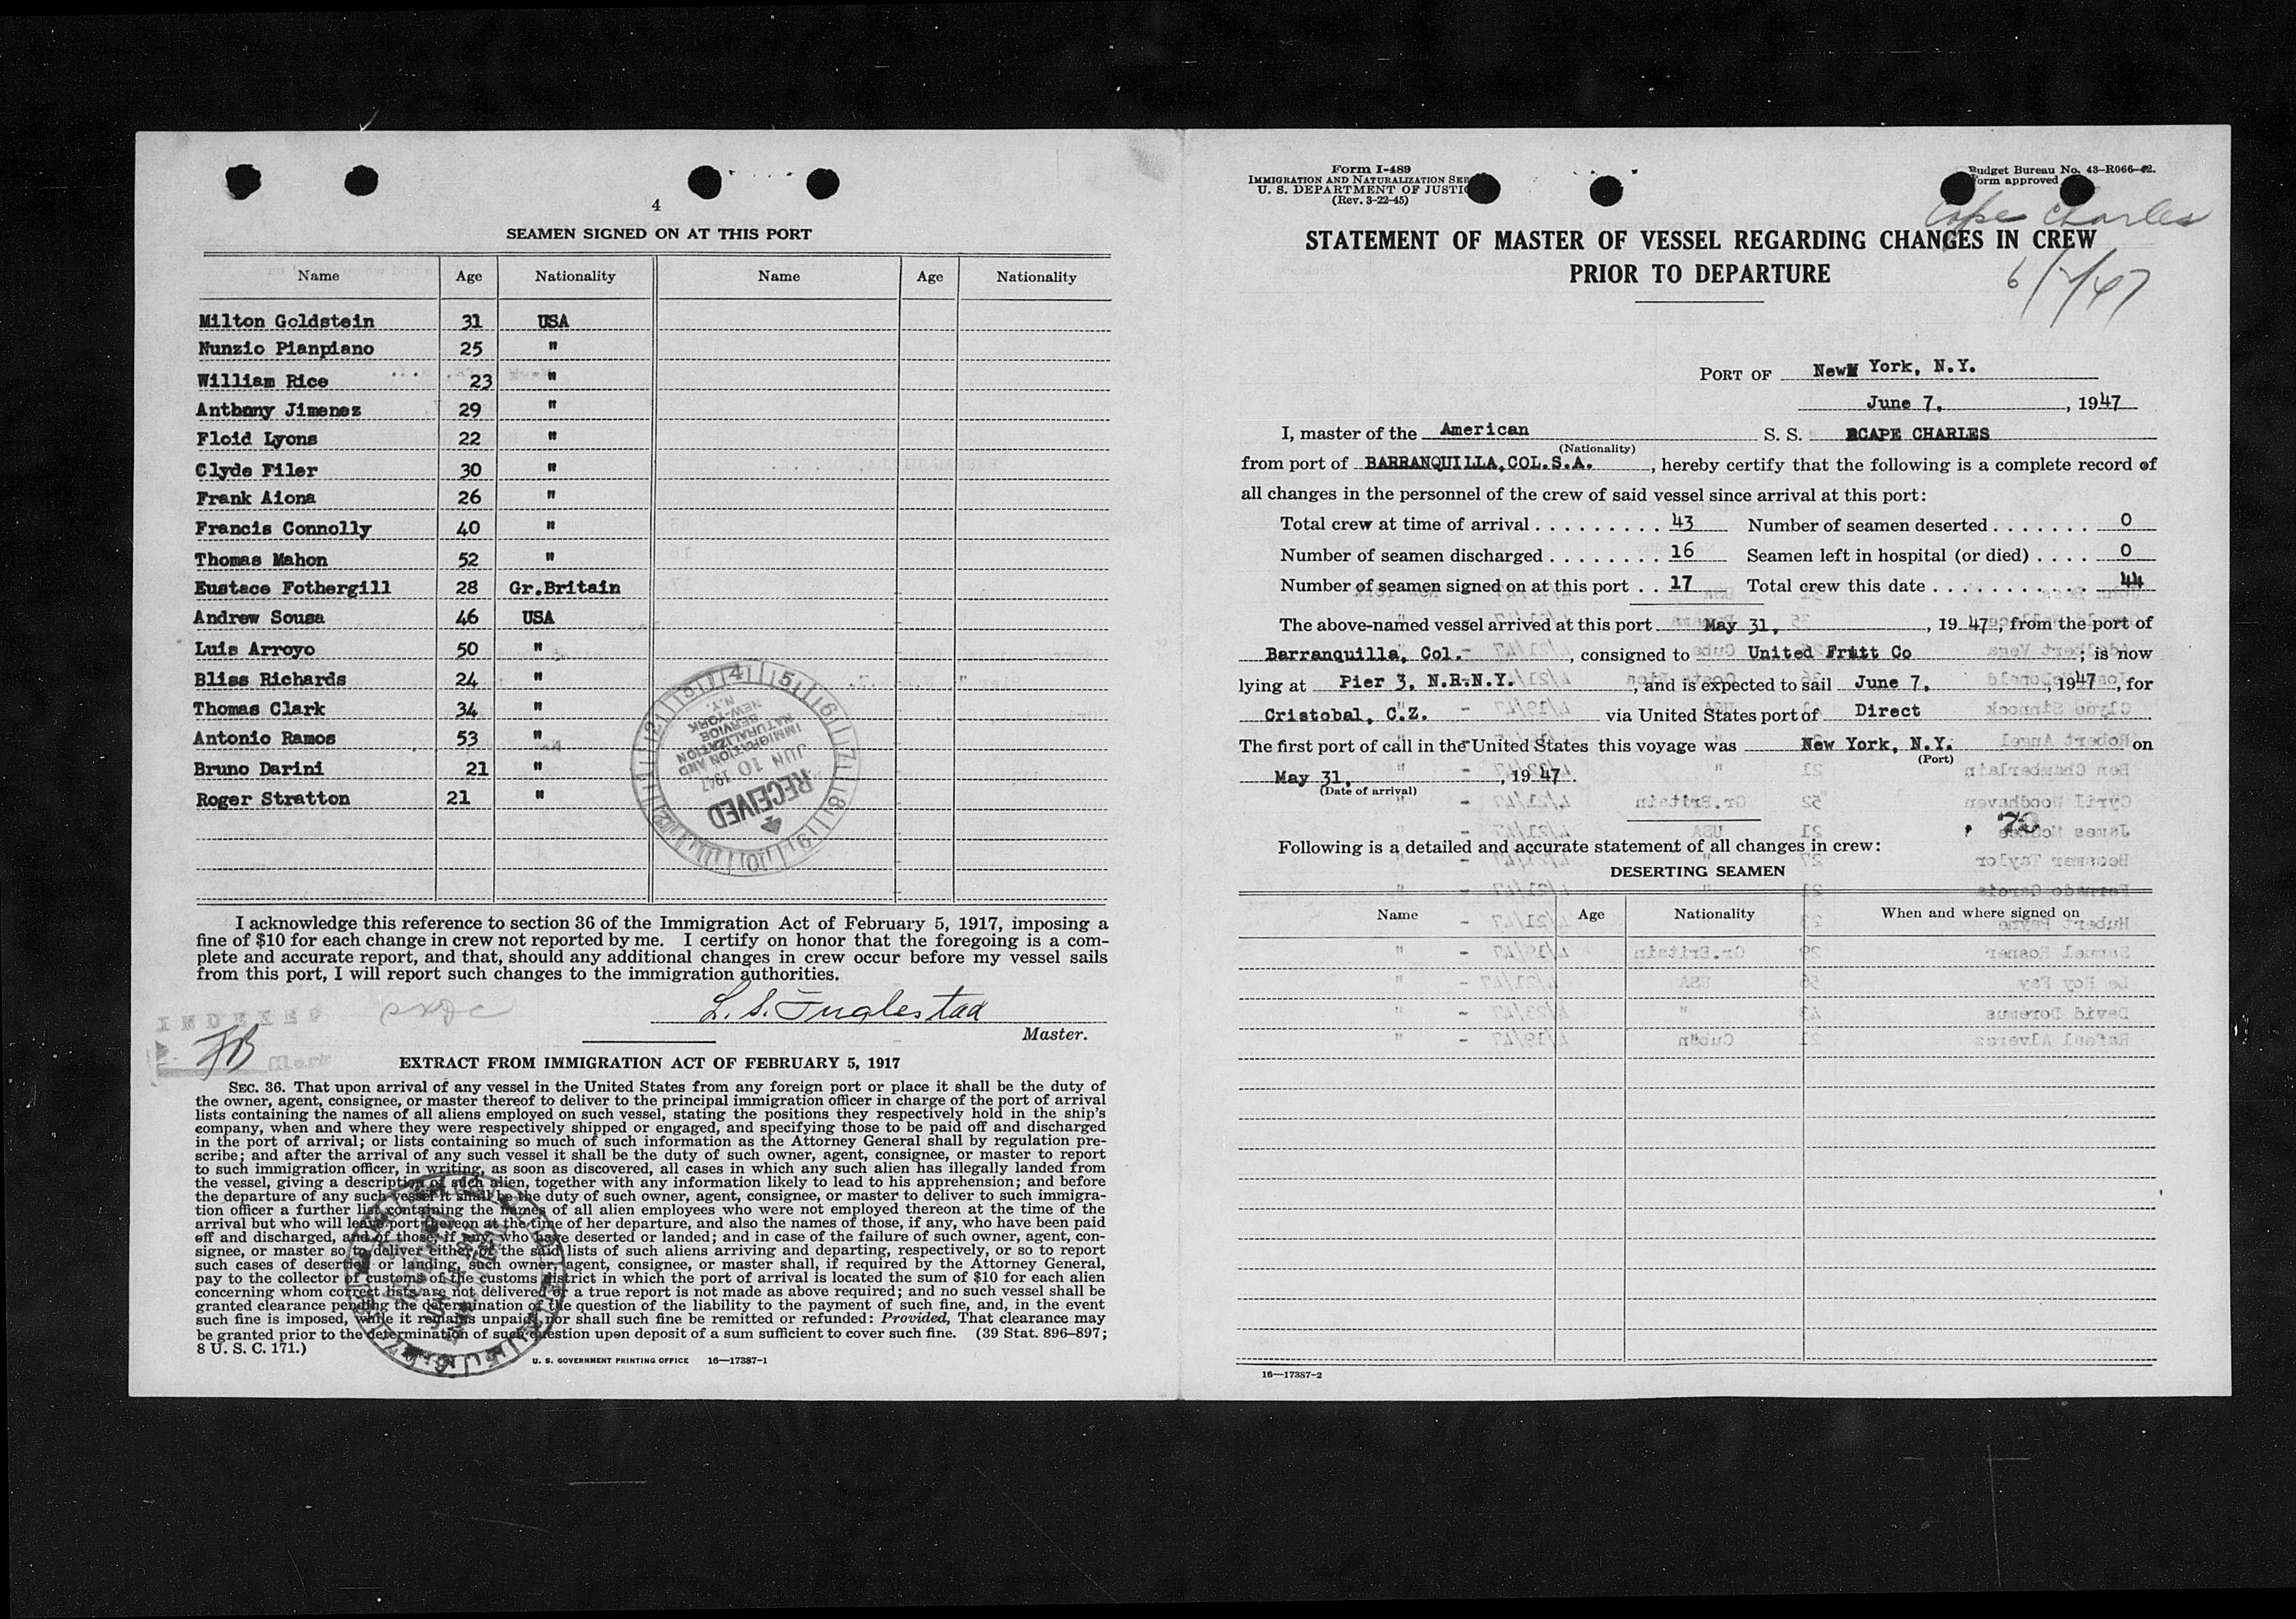 4
SEAMEN SIGNED ON AT THIS PORT
Name Age Nationality Name Age Nationality
Milton Goldstein 31 USA
Nunzio Pianpiano 25 "
William Rice 23 "
Anthony Jimenez 29 "
Floid Lyons 22 "
Clyde Filer 30 "
Frank Aiona 26 "
Francis Connolly 40 "
Thomas Mahon 52 "
Eustace Fothergill 28 Gr.Britain
Andrew Sousa 46 USA
Luis Arroyo 50 "
Bliss Richards 24 "
Thomas Clark 34 "
Antonio Ramos 53 "
Bruno Darini 21 "
Roger Stratton 21 "
RECEIVED
JUN 10 1947
IMMIGRATION AND
NATURALIZATION
SERVICE
NEW-YORK
N.Y.
I acknowledge this reference to section 36 of the Immigration Act of February 5, 1917, imposing a
fine of $10 for each change in crew not reported by me. I certify on honor that the foregoing is a com-
plete and accurate report, and that, should any additional changes in crew occur before my vessel sails
from this port, I will report such changes to the immigration authorities.
L. S. Inglestad
Master.
INDEXED
EXTRACT FROM IMMIGRATION ACT OF FEBRUARY 5, 1917
SEC. 36. That upon arrival of any vessel in the United States from any foreign port or place it shall be the duty of
the owner, agent, consignee, or master thereof to deliver to the principal immigration officer in charge of the port of arrival
lists containing the names of all aliens employed on such vessel, stating the positions they respectively hold in the ship's
company, when and where they were respectively shipped or engaged, and specifying those to be paid off and discharged
in the port of arrival; or lists containing so much of such information as the Attorney General shall by regulation pre-
scribe; and after the arrival of any such vessel it shall be the duty of such owner, agent, consignee, or master to report
to such immigration officer, in writing, as soon as discovered, all cases in which any such alien has illegally landed from
the vessel, giving a description of such alien, together with any information likely to lead to his apprehension; and before
the departure of any such vessel it shall be the duty of such owner, agent, consignee, or master to deliver to such immigra-
tion officer a further list containing the names of all alien employees who were not employed thereon at the time of the
arrival but who will leave port thereon at the time of her departure, and also the names of those, if any, who have been paid
off and discharged, and of those, if any, who have deserted or landed; and in case of the failure of such owner, agent, con-
signee, or master so to deliver either of the said lists of such aliens arriving and departing, respectively, or so to report
such cases of desertion or landing, such owner, agent, consignee, or master shall, if required by the Attorney General,
pay to the collector of customs of the customs district in which the port of arrival is located the sum of $10 for each alien
concerning whom correct lists are not delivered or a true report is not made as above required; and no such vessel shall be
granted clearance pending the determination of the question of the liability to the payment of such fine, and, in the event
such fine is imposed, while it remains unpaid, nor shall such fine be remitted or refunded: Provided, That clearance may
be granted prior to the determination of such question upon deposit of a sum sufficient to cover such fine. (39 Stat. 896–897;
8 U. S. C. 171.)
U. S. GOVERNMENT PRINTING OFFICE 16—17387-1
Form I-489
IMMIGRATION AND NATURALIZATION SER
U. S. DEPARTMENT OF JUSTIC
(Rev. 3-22-45)
Budget Bureau No. 43–R066–42.
Form approved
Cape Charles
STATEMENT OF MASTER OF VESSEL REGARDING CHANGES IN CREW
PRIOR TO DEPARTURE
6/7/47
PORT OF New York, N.Y.
June 7, , 1947
I, master of the American S. S. CAPE CHARLES
(Nationality)
from port of BARRANQUILLA,COL.S.A. , hereby certify that the following is a complete record of
all changes in the personnel of the crew of said vessel since arrival at this port:
Total crew at time of arrival . . . . . . . . . 43 Number of seamen deserted . . . . . . . 0
Number of seamen discharged . . . . . . . . 16 Seamen left in hospital (or died) . . . . 0
Number of seamen signed on at this port . . 17 Total crew this date . . . . . . . . . . . 44
The above-named vessel arrived at this port May 31, , 19 47, from the port of
Barranquilla, Col. , consigned to United Fruit Co ; is now
lying at Pier 3, N.R.N.Y. , and is expected to sail June 7, , 1947, for
Cristobal, C.Z. via United States port of Direct
The first port of call in the United States this voyage was New York, N.Y. on
(Port)
May 31, , 19 47.
(Date of arrival)
Following is a detailed and accurate statement of all changes in crew:
DESERTING SEAMEN
Name Age Nationality When and where signed on
16—17387-2